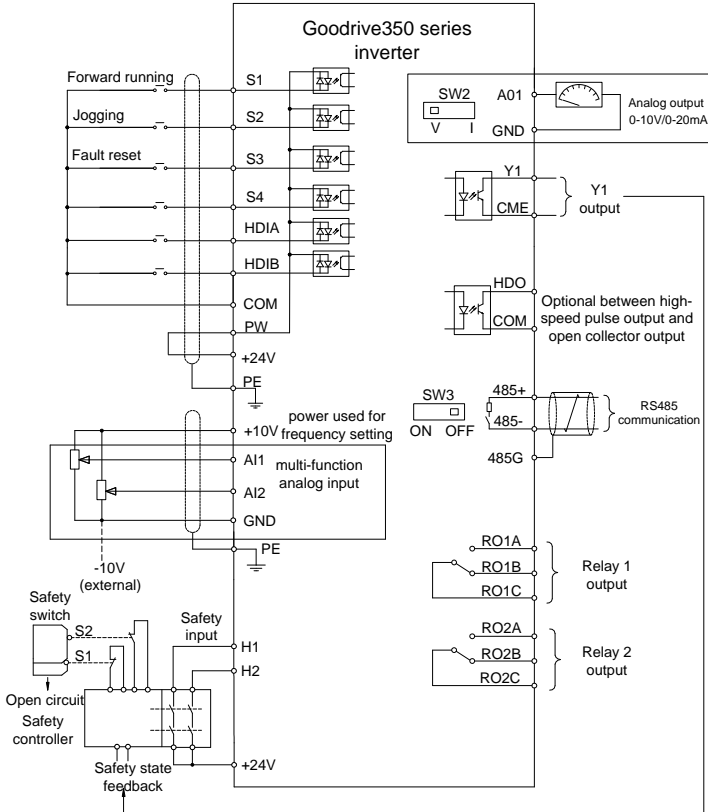 Goodrive350 series
inverter
Forward running
S1
Jogging
S2
Fault reset
S3
S4
HDIA
HDIB
COM
PW
+24V
PE
SW2
V I
A01
GND
Analog output
0-10V/0-20mA
Y1
CME
Y1
output
HDO
COM
Optional between high-
speed pulse output and
open collector output
SW3
ON OFF
485+
485-
485G
RS485
communication
+10V
power used for
frequency setting
AI1
AI2
multi-function
analog input
GND
PE
-10V
(external)
RO1A
RO1B
RO1C
Relay 1
output
RO2A
RO2B
RO2C
Relay 2
output
Safety
switch
S2
S1
Open circuit
Safety
controller
Safety
input
H1
H2
+24V
Safety state
feedback